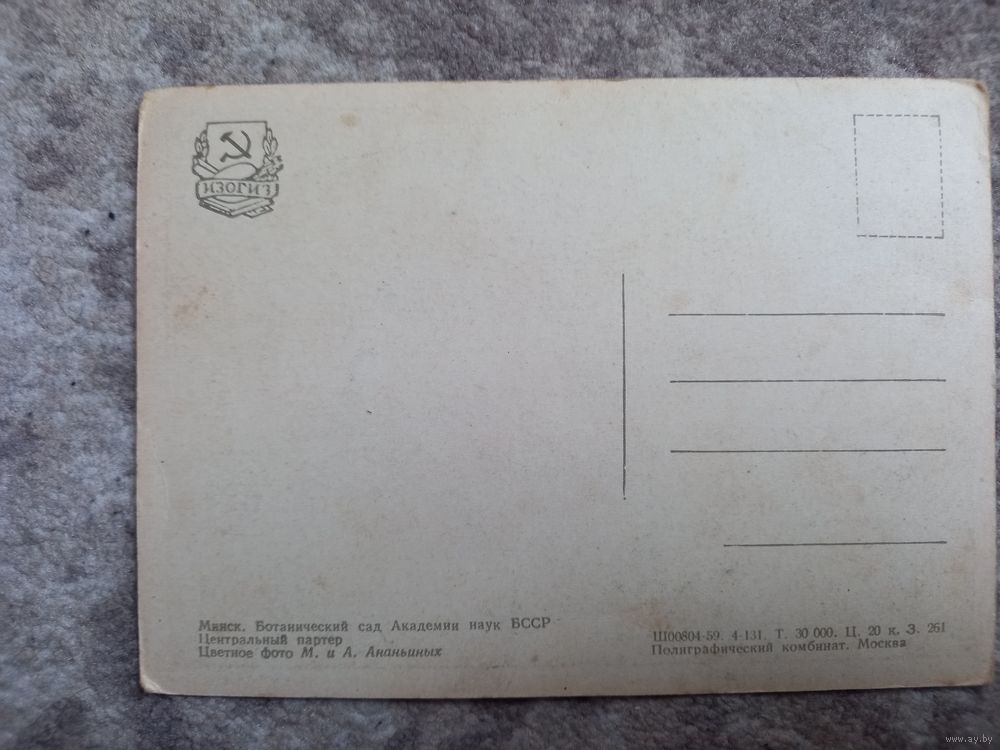 ИЗОГИЗ
Минск. Ботанический сад Академии наук БССР
Центральный партер
Цветное фото М. и А. Ананьиных
Ш00804-59. 4-131. Т. 30 000. Ц. 20 к. З. 261
Полиграфический комбинат. Москва
www.ay.by